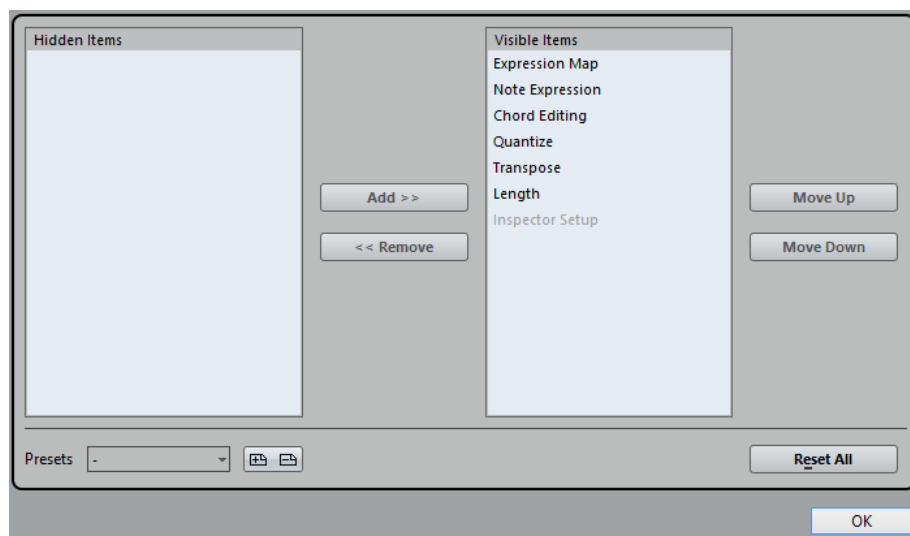 Hidden Items
Visible Items
Expression Map
Note Expression
Chord Editing
Quantize
Transpose
Length
Inspector Setup
Add >>
<< Remove
Move Up
Move Down
Presets -
Reset All
OK